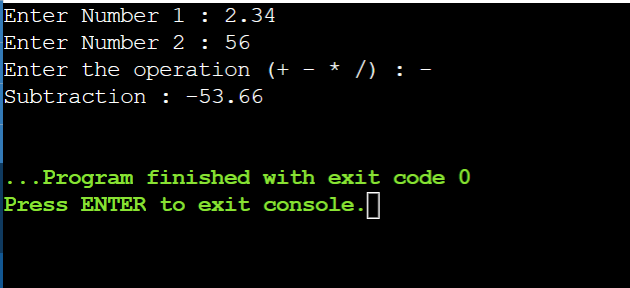 Enter Number 1 : 2.34
Enter Number 2 : 56
Enter the operation (+ - * /) : -
Subtraction : -53.66
...Program finished with exit code 0
Press ENTER to exit console.